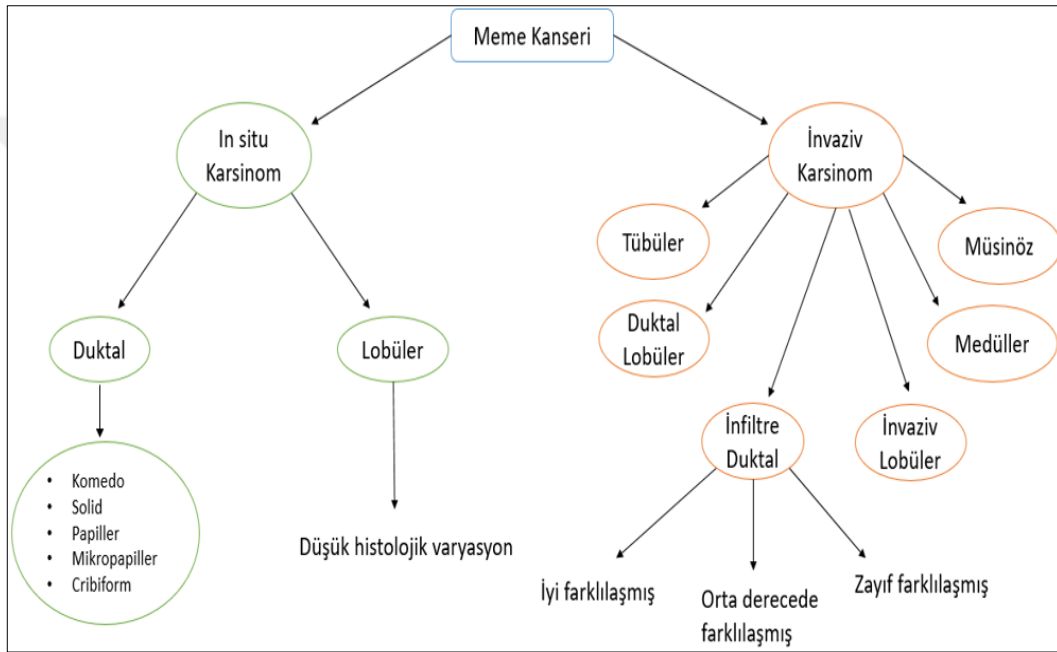 Meme Kanseri
In situ
Karsinom
İnvaziv
Karsinom
Tübüler
Müsinöz
Duktal
Lobüler
Duktal
Lobüler
Medüller
İnfiltre
Duktal
İnvaziv
Lobüler
• Komedo
• Solid
• Papiller
• Mikropapiller
• Cribiform
Düşük histolojik varyasyon
İyi farklılaşmış
Orta derecede
farklılaşmış
Zayıf farklılaşmış